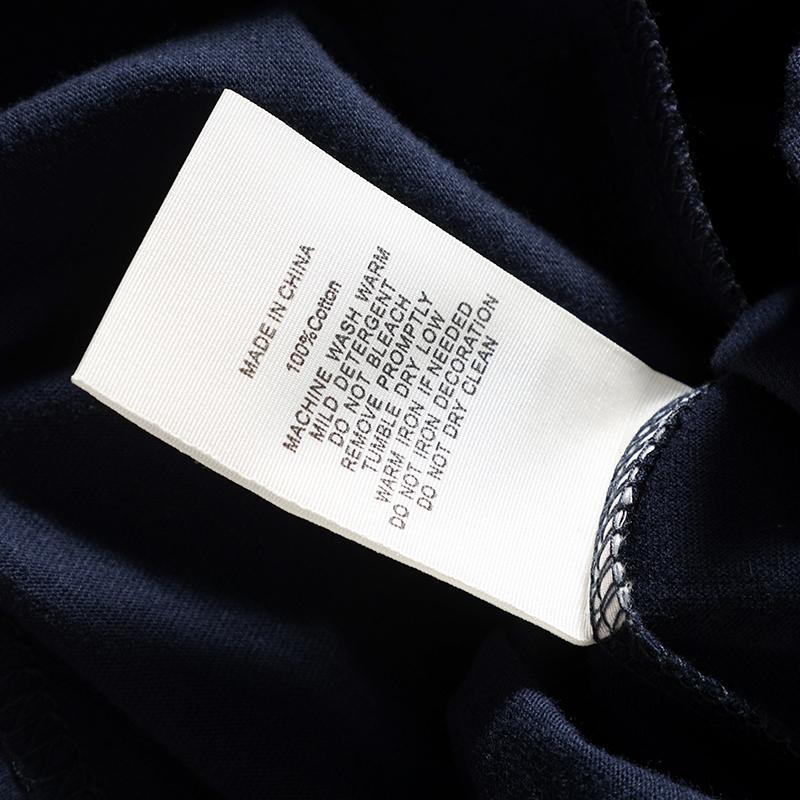 MADE IN CHINA
100%Cotton
MACHINE WASH WARM
MILD DETERGENT
DO NOT BLEACH
REMOVE PROMPTLY
TUMBLE DRY LOW
WARM IRON IF NEEDED
DO NOT IRON DECORATION
DO NOT DRY CLEAN